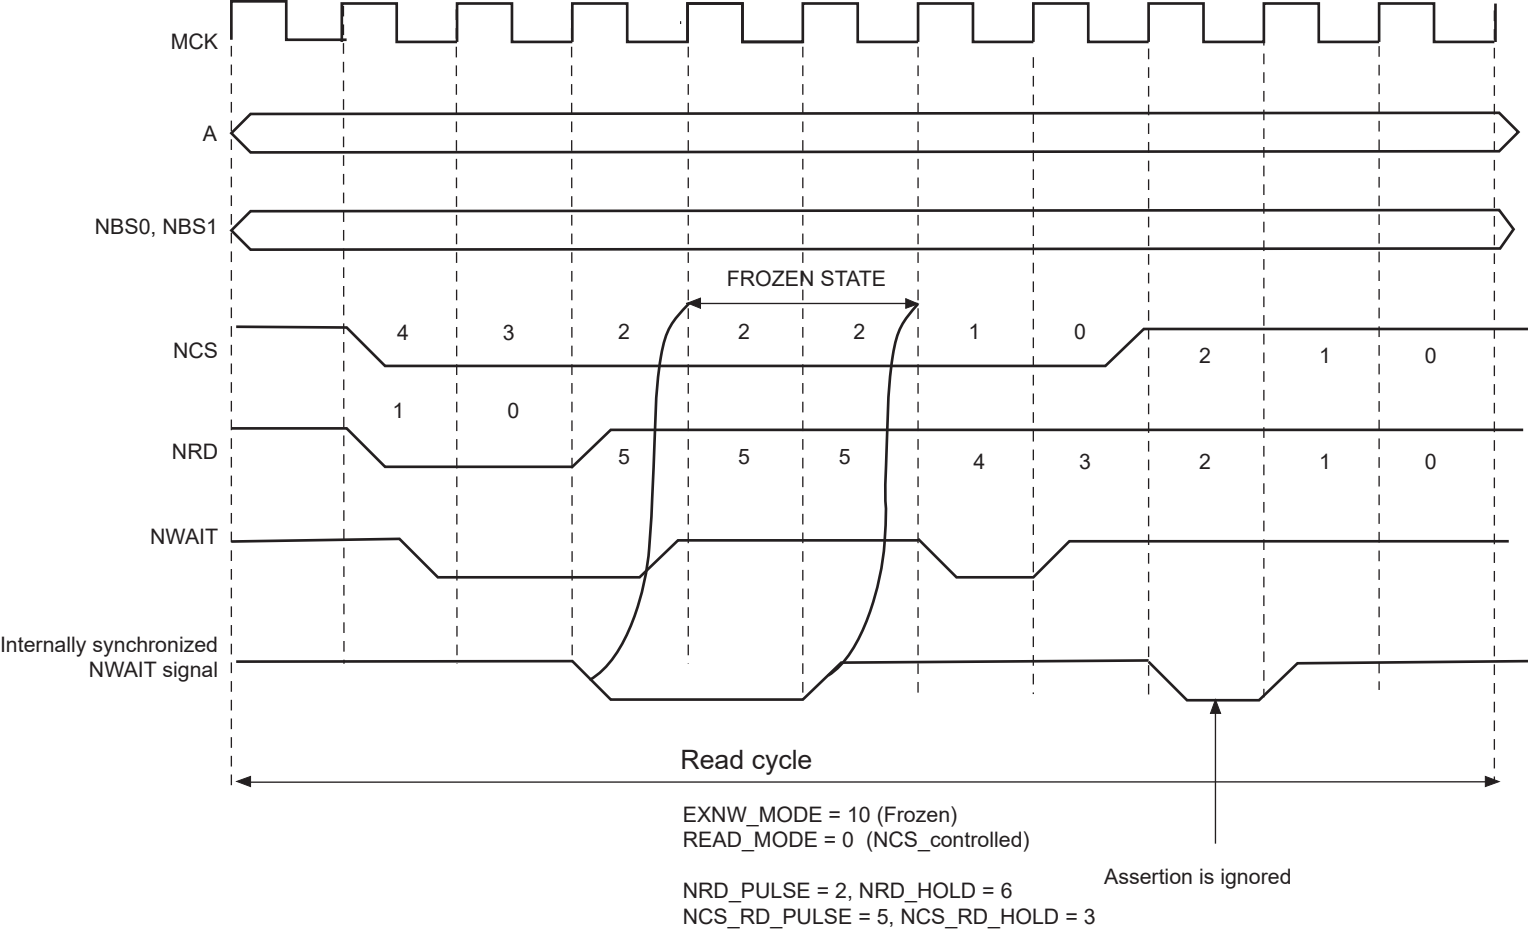 MCK
A
NBS0, NBS1
FROZEN STATE
4 3 2 2 2 1 0
NCS
2 1 0
1 0
NRD
5 5 5 4 3 2 1 0
NWAIT
Internally synchronized
NWAIT signal
Read cycle
EXNW_MODE = 10 (Frozen)
READ_MODE = 0 (NCS_controlled)
Assertion is ignored
NRD_PULSE = 2, NRD_HOLD = 6
NCS_RD_PULSE = 5, NCS_RD_HOLD = 3